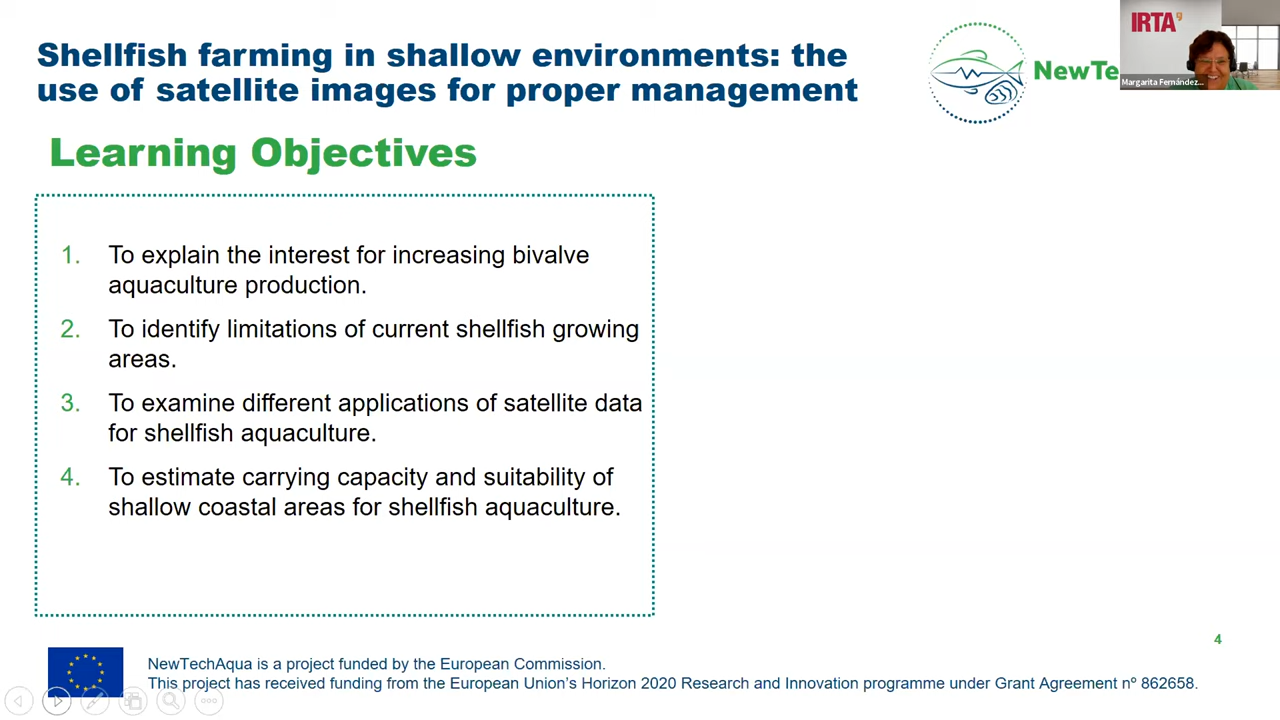 Shellfish farming in shallow environments: the
use of satellite images for proper management
NewTe
IRTA
Margarita Fernández...
Learning Objectives
1. To explain the interest for increasing bivalve
aquaculture production.
2. To identify limitations of current shellfish growing
areas.
3. To examine different applications of satellite data
for shellfish aquaculture.
4. To estimate carrying capacity and suitability of
shallow coastal areas for shellfish aquaculture.
4
NewTechAqua is a project funded by the European Commission.
This project has received funding from the European Union’s Horizon 2020 Research and Innovation programme under Grant Agreement nº 862658.